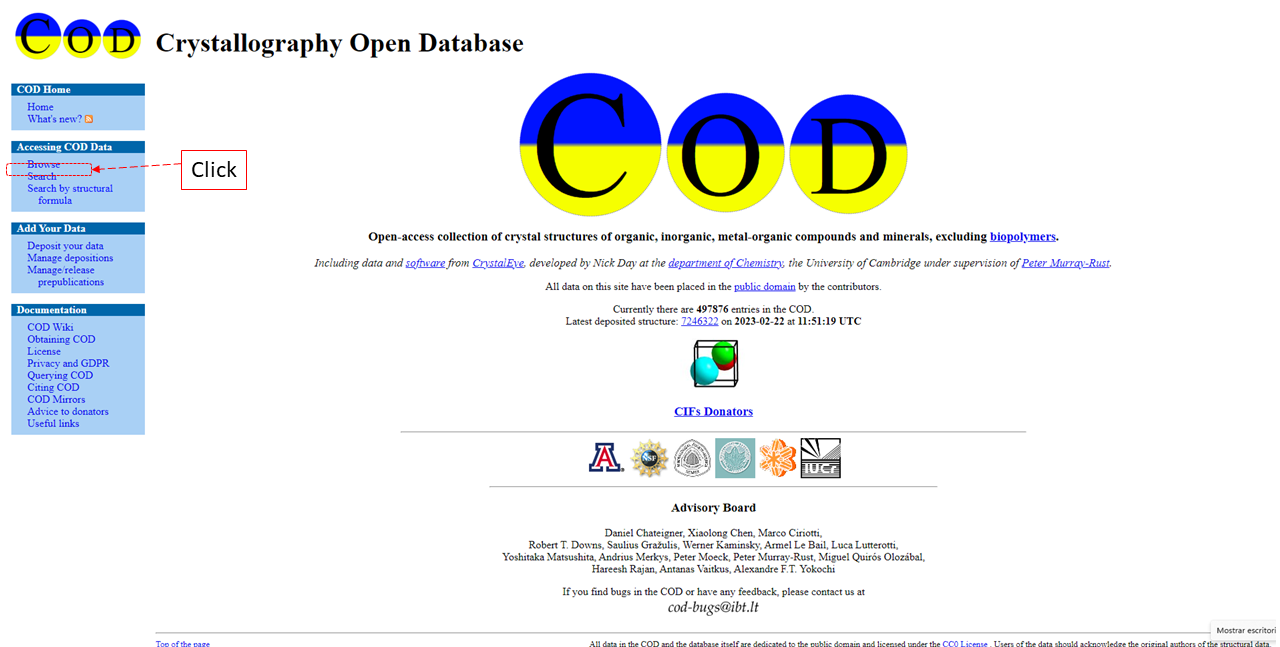 COD Crystallography Open Database
COD Home
Home
What's new?
Accessing COD Data
Browse
Search
Search by structural
formula
Click
Add Your Data
Deposit your data
Manage depositions
Manage/release
prepublications
Documentation
COD Wiki
Obtaining COD
License
Privacy and GDPR
Querying COD
Citing COD
COD Mirrors
Advice to donators
Useful links
COD
Open-access collection of crystal structures of organic, inorganic, metal-organic compounds and minerals, excluding biopolymers.
Including data and software from CrystalEye, developed by Nick Day at the department of Chemistry, the University of Cambridge under supervision of Peter Murray-Rust.
All data on this site have been placed in the public domain by the contributors.
Currently there are 497876 entries in the COD.
Latest deposited structure: 7246322 on 2023-02-22 at 11:51:19 UTC
CIFs Donators
A
NSF
IUCr
Advisory Board
Daniel Chateigner, Xiaolong Chen, Marco Ciriotti,
Robert T. Downs, Saulius Gražulis, Werner Kaminsky, Armel Le Bail, Luca Lutterotti,
Yoshitaka Matsushita, Andrius Merkys, Peter Moeck, Peter Murray-Rust, Miguel Quirós Olozábal,
Hareesh Rajan, Antanas Vaitkus, Alexandre F.T. Yokochi
If you find bugs in the COD or have any feedback, please contact us at
cod-bugs@ibt.lt
Mostrar escritori
Top of the page
All data in the COD and the database itself are dedicated to the public domain and licensed under the CC0 License . Users of the data should acknowledge the original authors of the structural data.